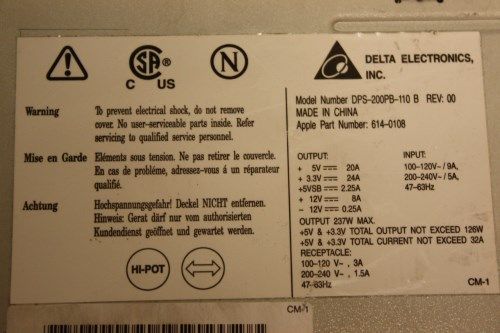 SA
C US
N
Warning To prevent electrical shock, do not remove
cover. No user-serviceable parts inside. Refer
servicing to qualified service personnel.
Mise en Garde Eléments sous tension. Ne pas retirer le couvercle.
En cas de problème, adressez-vous á un réparateur
qualifié.
Achtung Hochspannungsgefahr! Deckel NICHT entfernen.
Hinweis: Gerät darf nur vom authorisierten
Kundendienst geöffnet und gewartet werden.
HI-POT
DELTA ELECTRONICS,
INC.
Model Number DPS-200PB-110 B REV: 00
MADE IN CHINA
Apple Part Number: 614-0108
OUTPUT: INPUT:
+ 5V 20A 100-120V~/ 9A,
+ 3.3V 24A 200-240V~/ 5A,
+5VSB 2.25A 47-63Hz
+ 12V 8A
- 12V 0.25A
OUTPUT 237W MAX.
+5V & +3.3V TOTAL OUTPUT NOT EXCEED 126W
+5V & +3.3V TOTAL CURRENT NOT EXCEED 32A
RECEPTACLE:
100-120 V~ , 3A
200-240 V~ , 1.5A
47-63Hz
CM-1
CM-1